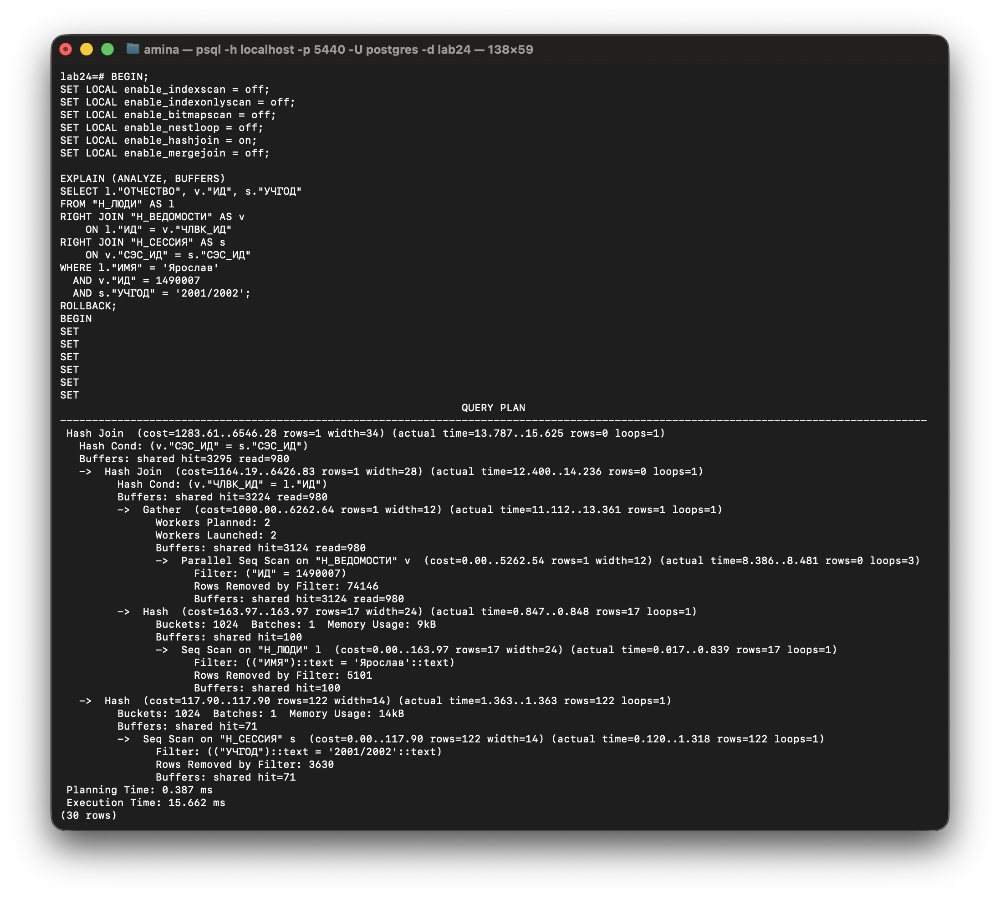 amina — psql -h localhost -p 5440 -U postgres -d lab24 — 138×59
lab24=# BEGIN;
SET LOCAL enable_indexscan = off;
SET LOCAL enable_indexonlyscan = off;
SET LOCAL enable_bitmapscan = off;
SET LOCAL enable_nestloop = off;
SET LOCAL enable_hashjoin = on;
SET LOCAL enable_mergejoin = off;
EXPLAIN (ANALYZE, BUFFERS)
SELECT l."ОТЧЕСТВО", v."ИД", s."УЧГОД"
FROM "Н_ЛЮДИ" AS l
RIGHT JOIN "Н_ВЕДОМОСТИ" AS v
    ON l."ИД" = v."ЧЛВК_ИД"
RIGHT JOIN "Н_СЕССИЯ" AS s
    ON v."СЭС_ИД" = s."СЭС_ИД"
WHERE l."ИМЯ" = 'Ярослав'
  AND v."ИД" = 1490007
  AND s."УЧГОД" = '2001/2002';
ROLLBACK;
BEGIN
SET
SET
SET
SET
SET
SET
QUERY PLAN
----------------------------------------------------------------------------------------------------------------------------------------
 Hash Join  (cost=1283.61..6546.28 rows=1 width=34) (actual time=13.787..15.625 rows=0 loops=1)
   Hash Cond: (v."СЭС_ИД" = s."СЭС_ИД")
   Buffers: shared hit=3295 read=980
   ->  Hash Join  (cost=1164.19..6426.83 rows=1 width=28) (actual time=12.400..14.236 rows=0 loops=1)
         Hash Cond: (v."ЧЛВК_ИД" = l."ИД")
         Buffers: shared hit=3224 read=980
         ->  Gather  (cost=1000.00..6262.64 rows=1 width=12) (actual time=11.112..13.361 rows=1 loops=1)
               Workers Planned: 2
               Workers Launched: 2
               Buffers: shared hit=3124 read=980
               ->  Parallel Seq Scan on "Н_ВЕДОМОСТИ" v  (cost=0.00..5262.54 rows=1 width=12) (actual time=8.386..8.481 rows=0 loops=3)
                     Filter: ("ИД" = 1490007)
                     Rows Removed by Filter: 74146
                     Buffers: shared hit=3124 read=980
         ->  Hash  (cost=163.97..163.97 rows=17 width=24) (actual time=0.847..0.848 rows=17 loops=1)
               Buckets: 1024  Batches: 1  Memory Usage: 9kB
               Buffers: shared hit=100
               ->  Seq Scan on "Н_ЛЮДИ" l  (cost=0.00..163.97 rows=17 width=24) (actual time=0.017..0.839 rows=17 loops=1)
                     Filter: (("ИМЯ")::text = 'Ярослав'::text)
                     Rows Removed by Filter: 5101
                     Buffers: shared hit=100
   ->  Hash  (cost=117.90..117.90 rows=122 width=14) (actual time=1.363..1.363 rows=122 loops=1)
         Buckets: 1024  Batches: 1  Memory Usage: 14kB
         Buffers: shared hit=71
         ->  Seq Scan on "Н_СЕССИЯ" s  (cost=0.00..117.90 rows=122 width=14) (actual time=0.120..1.318 rows=122 loops=1)
               Filter: (("УЧГОД")::text = '2001/2002'::text)
               Rows Removed by Filter: 3630
               Buffers: shared hit=71
 Planning Time: 0.387 ms
 Execution Time: 15.662 ms
(30 rows)